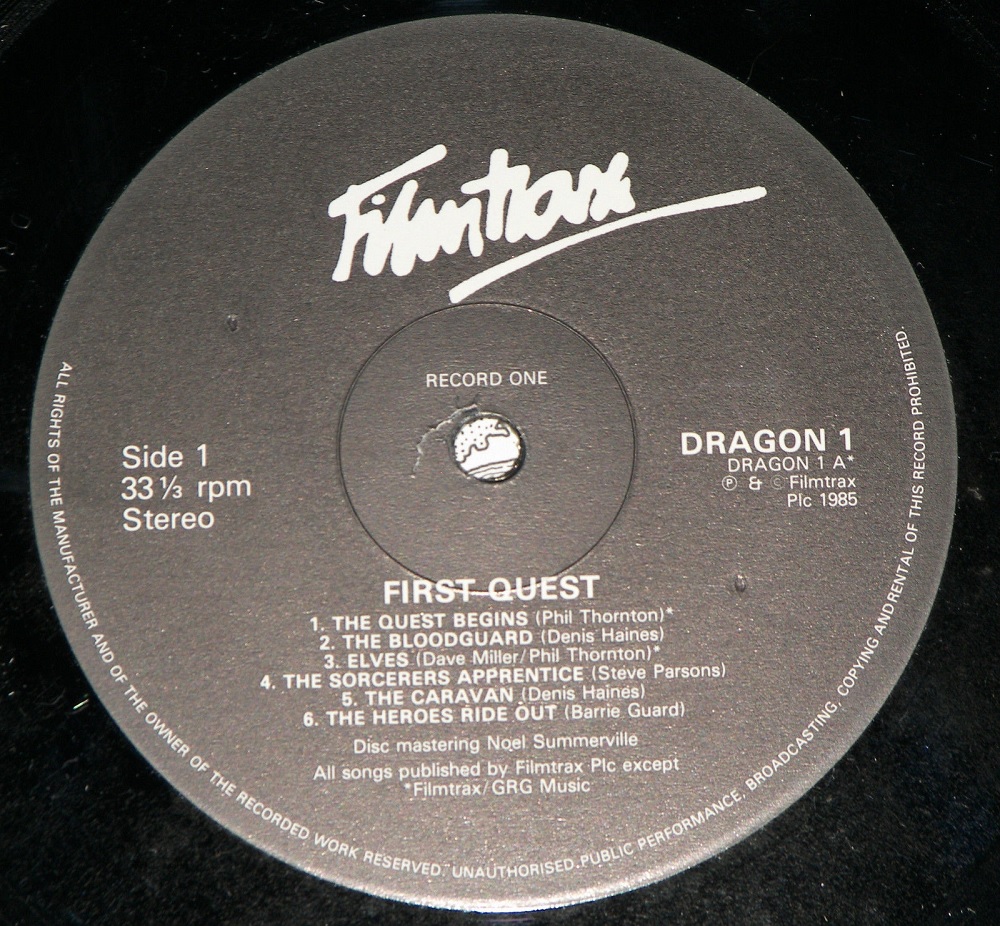 Filmtrax
RECORD ONE
Side 1
33 ⅓ rpm
Stereo
DRAGON 1
DRAGON 1 A*
Ⓟ & © Filmtrax
Plc 1985
FIRST QUEST
1. THE QUEST BEGINS (Phil Thornton)*
2. THE BLOODGUARD (Denis Haines)
3. ELVES (Dave Miller/Phil Thornton)*
4. THE SORCERERS APPRENTICE (Steve Parsons)
5. THE CARAVAN (Denis Haines)
6. THE HEROES RIDE OUT (Barrie Guard)
Disc mastering Noel Summerville
All songs published by Filmtrax Plc except
*Filmtrax/GRG Music
ALL RIGHTS OF THE MANUFACTURER AND OF THE OWNER OF THE RECORDED WORK RESERVED. UNAUTHORISED PUBLIC PERFORMANCE, BROADCASTING, COPYING ANDRENTAL OF THIS RECORD PROHIBITED.